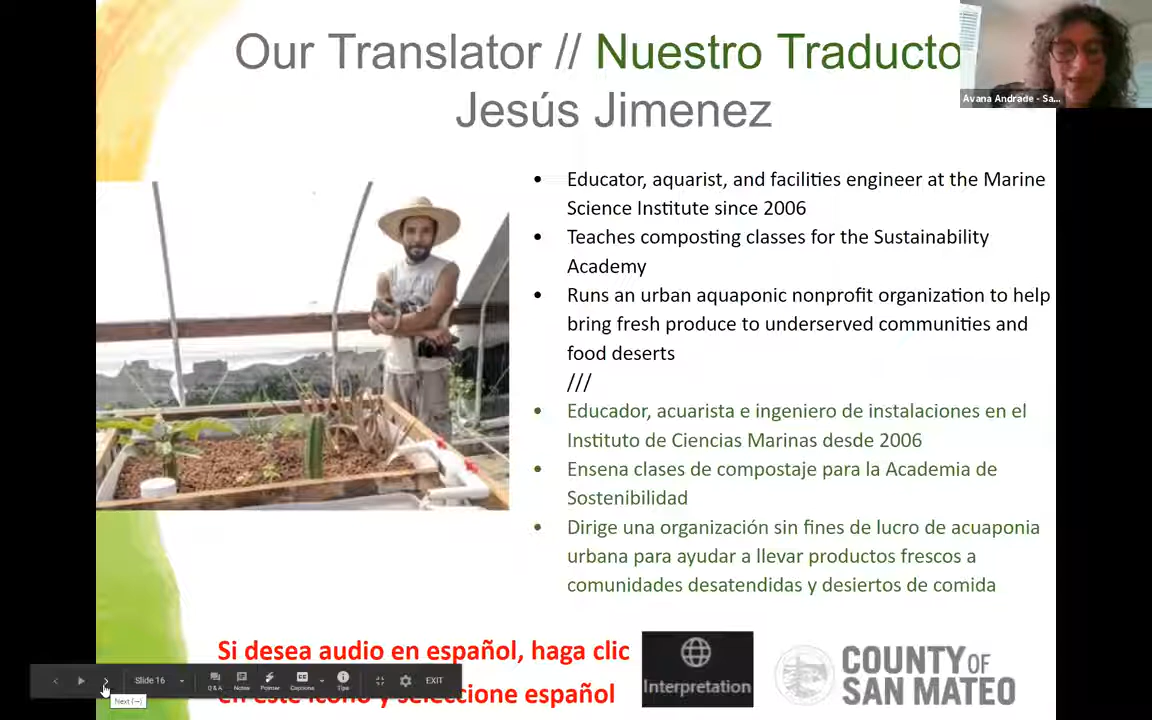 Our Translator // Nuestro Traducto
Jesús Jimenez
Avana Andrade - Sa...
• Educator, aquarist, and facilities engineer at the Marine
Science Institute since 2006
• Teaches composting classes for the Sustainability
Academy
• Runs an urban aquaponic nonprofit organization to help
bring fresh produce to underserved communities and
food deserts
///
• Educador, acuarista e ingeniero de instalaciones en el
Instituto de Ciencias Marinas desde 2006
• Ensena clases de compostaje para la Academia de
Sostenibilidad
• Dirige una organización sin fines de lucro de acuaponia
urbana para ayudar a llevar productos frescos a
comunidades desatendidas y desiertos de comida
Si desea audio en español, haga clic
en este icono y seleccione español
Interpretation
COUNTY OF
SAN MATEO
Slide 16
Q&A
Notes
Pointer
Captions
Tips
EXIT
Next (→)